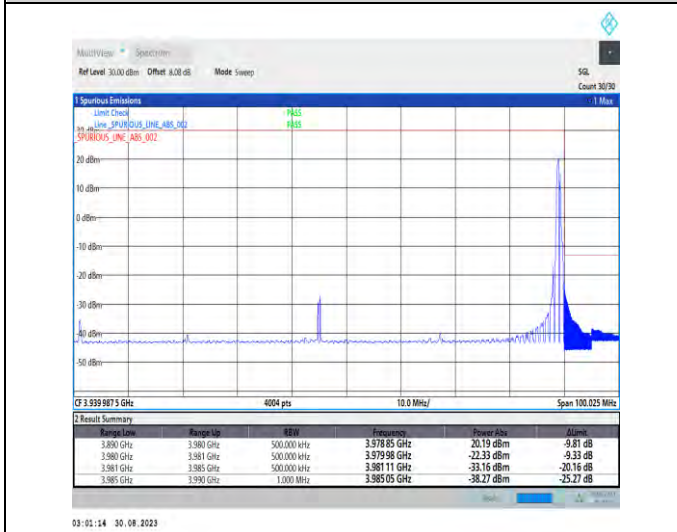 MultiView Spectrum
Ref Level 30.00 dBm Offset 8.08 dB Mode Sweep SGL
Count 30/30
1 Spurious Emissions 1 Max
Limit Check PASS
Line _SPURIOUS_LINE_ABS_002 PASS
_SPURIOUS_LINE_ABS_002
20 dBm
10 dBm
0 dBm
-10 dBm
-20 dBm
-30 dBm
-40 dBm
-50 dBm
CF 3.939 987 5 GHz 4004 pts 10.0 MHz/ Span 100.025 MHz
2 Result Summary
Range Low Range Up RBW Frequency Power Abs ΔLimit
3.890 GHz 3.980 GHz 500.000 kHz 3.978 85 GHz 20.19 dBm -9.81 dB
3.980 GHz 3.981 GHz 500.000 kHz 3.979 98 GHz -22.33 dBm -9.33 dB
3.981 GHz 3.985 GHz 500.000 kHz 3.981 11 GHz -33.16 dBm -20.16 dB
3.985 GHz 3.990 GHz 1.000 MHz 3.985 05 GHz -38.27 dBm -25.27 dB
03:01:14 30.08.2023